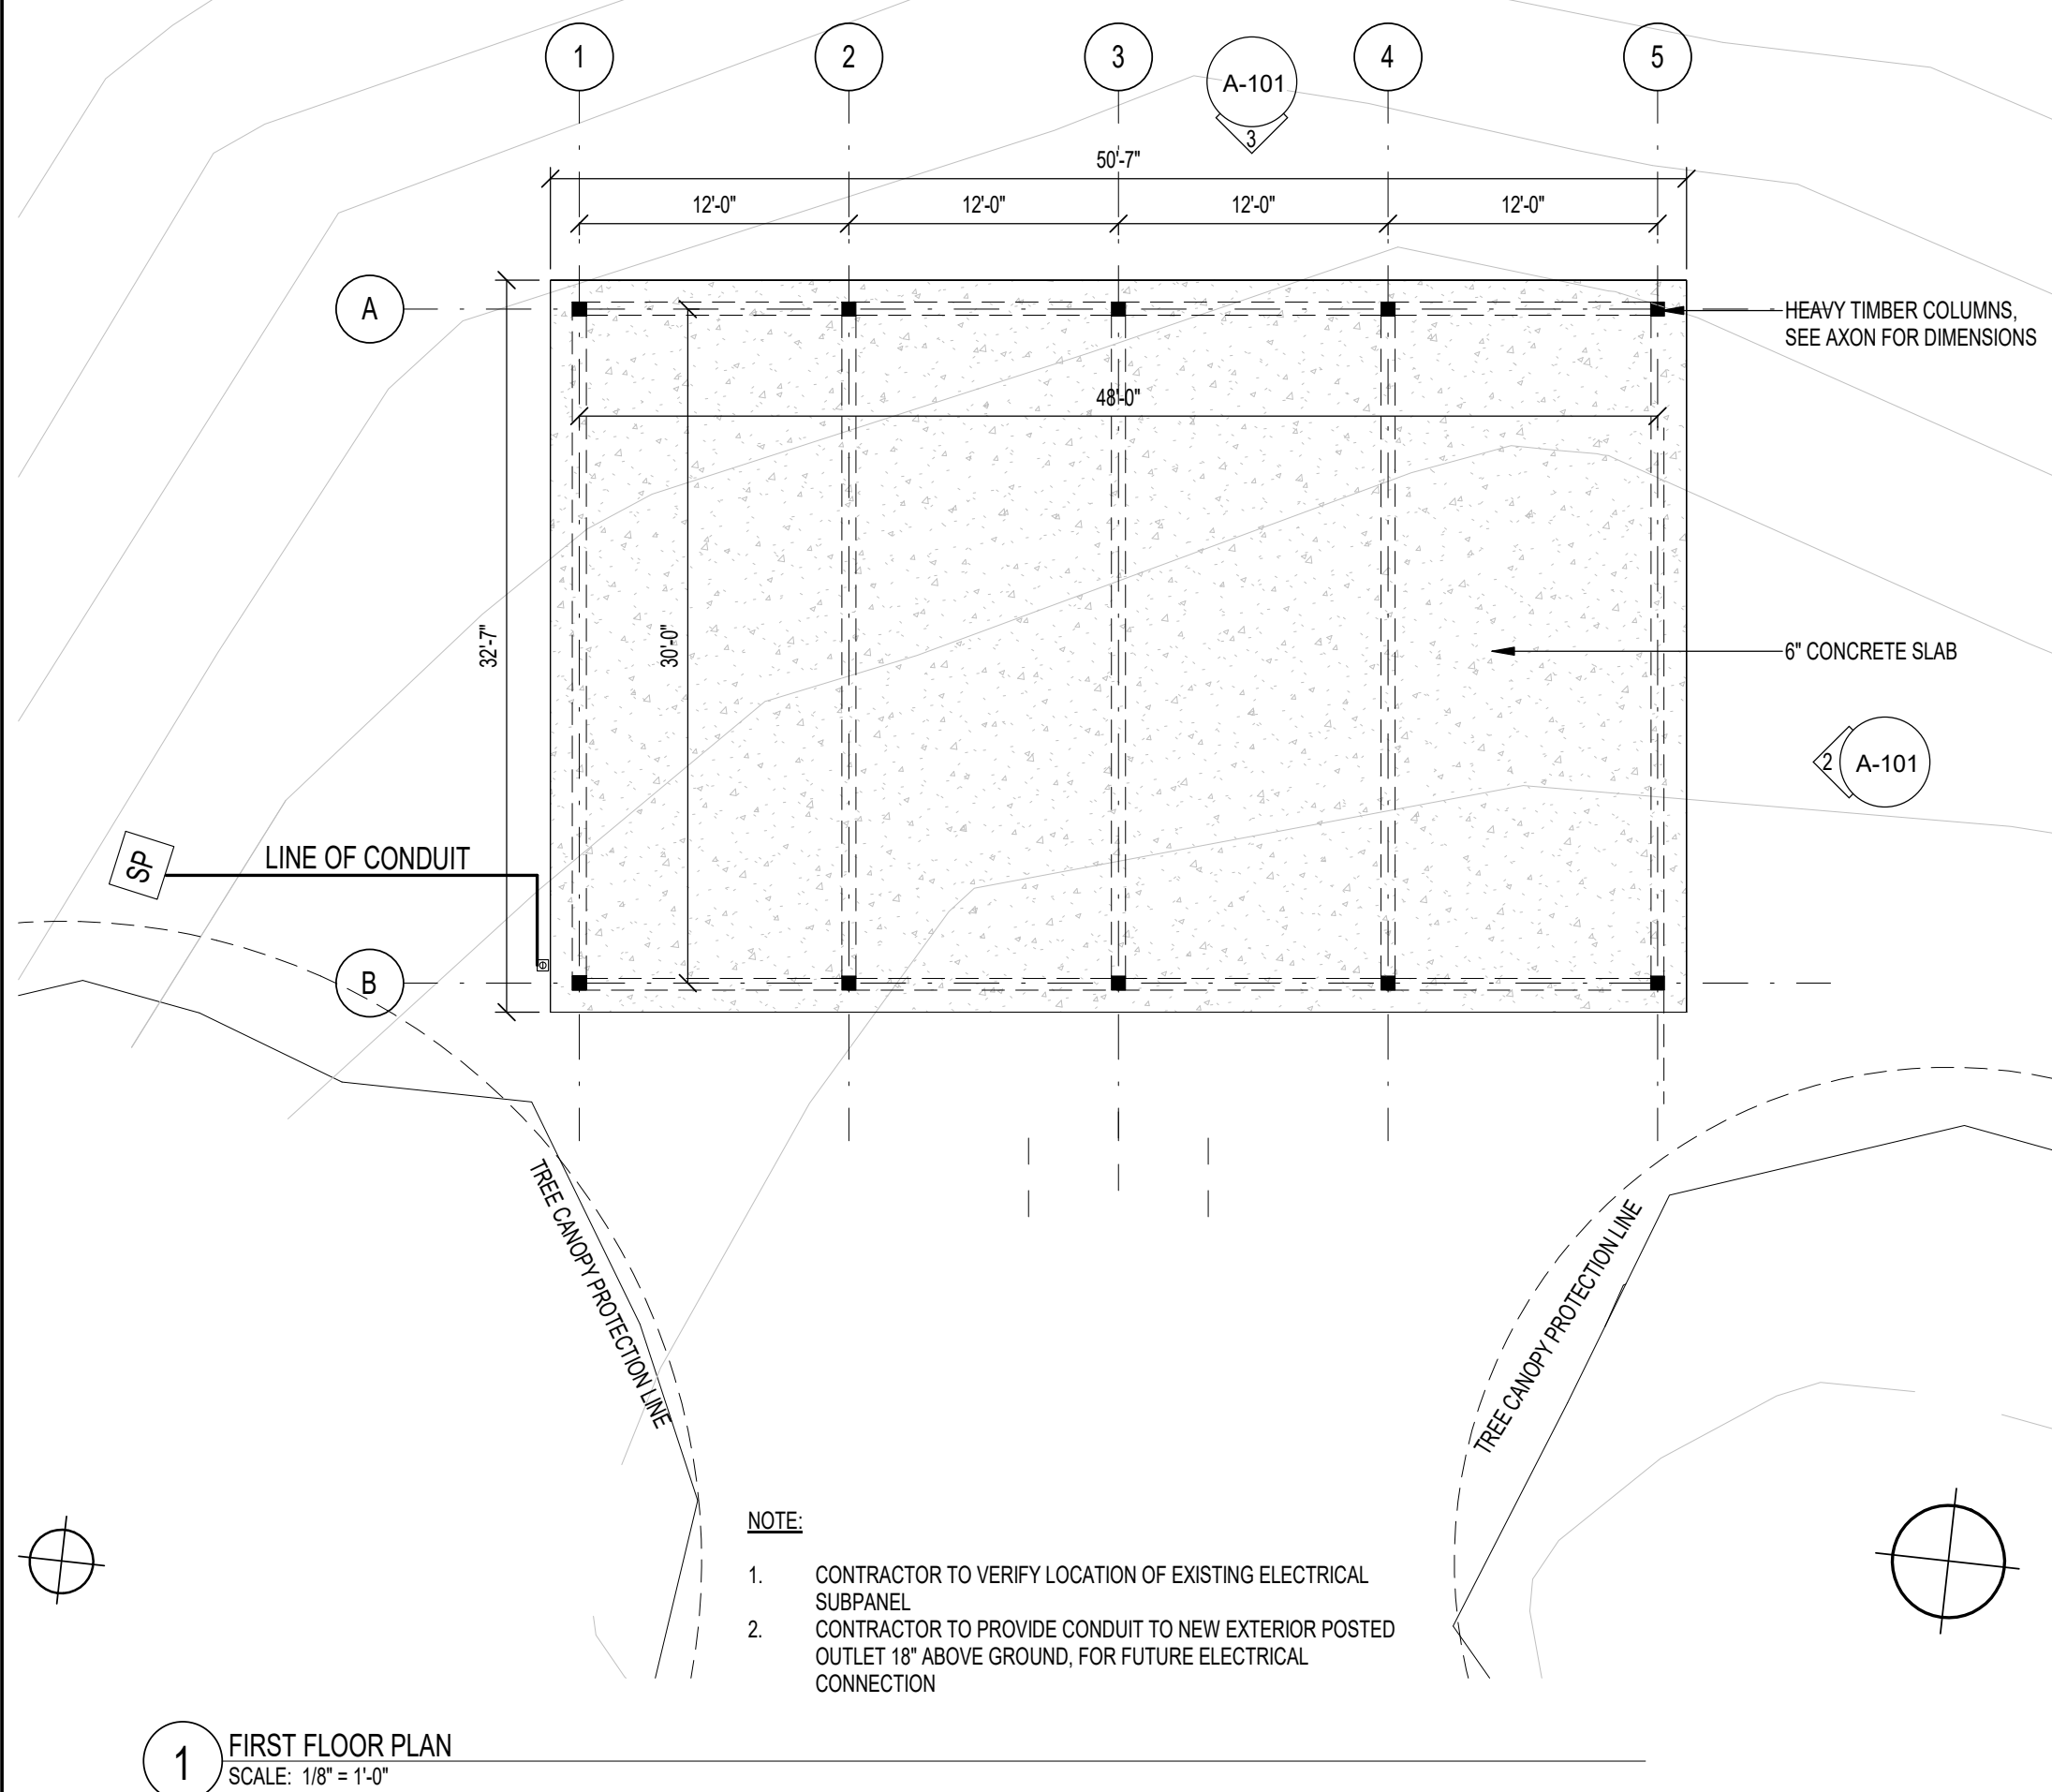 1
2
3
4
5
A-101
3
50'-7"
12'-0"
12'-0"
12'-0"
12'-0"
A
HEAVY TIMBER COLUMNS,
SEE AXON FOR DIMENSIONS
48'-0"
32'-7"
30'-0"
6" CONCRETE SLAB
2
A-101
SP
LINE OF CONDUIT
B
TREE CANOPY PROTECTION LINE
TREE CANOPY PROTECTION LINE
NOTE:
1. CONTRACTOR TO VERIFY LOCATION OF EXISTING ELECTRICAL
SUBPANEL
2. CONTRACTOR TO PROVIDE CONDUIT TO NEW EXTERIOR POSTED
OUTLET 18" ABOVE GROUND, FOR FUTURE ELECTRICAL
CONNECTION
1
FIRST FLOOR PLAN
SCALE: 1/8" = 1'-0"